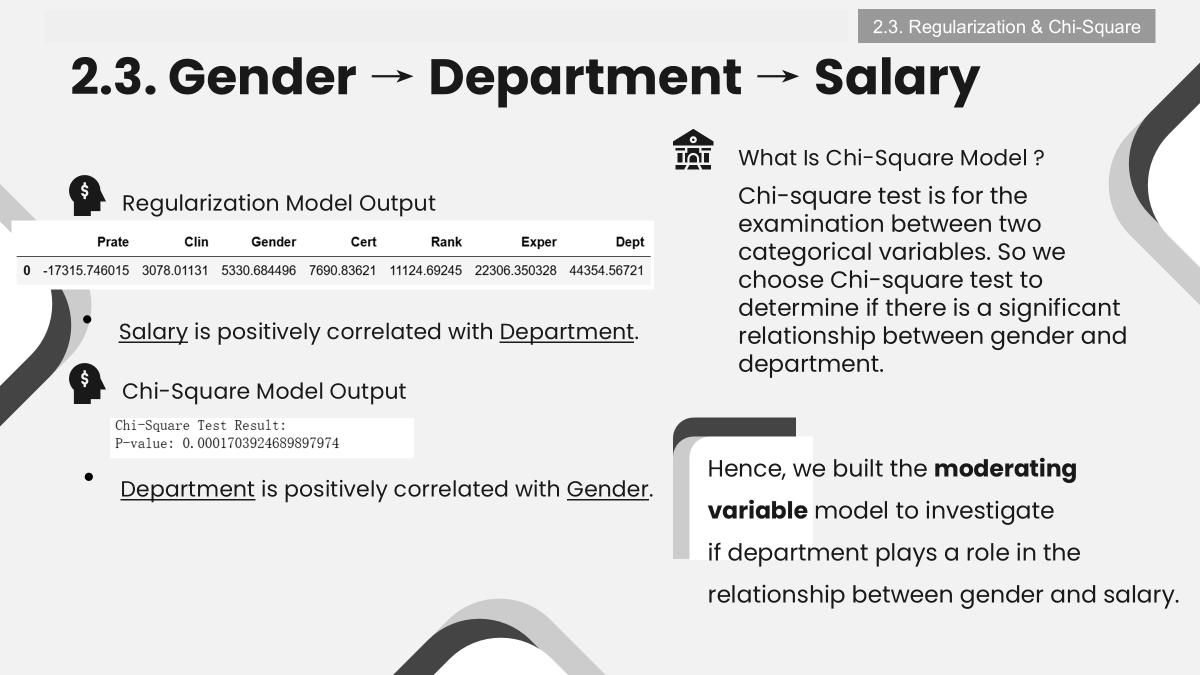 2.3. Regularization & Chi-Square
2.3. Gender → Department → Salary
Regularization Model Output
Prate Clin Gender Cert Rank Exper Dept
0 -17315.746015 3078.01131 5330.684496 7690.83621 11124.69245 22306.350328 44354.56721
• Salary is positively correlated with Department.
Chi-Square Model Output
Chi-Square Test Result:
P-value: 0.0001703924689897974
• Department is positively correlated with Gender.
What Is Chi-Square Model ?
Chi-square test is for the
examination between two
categorical variables. So we
choose Chi-square test to
determine if there is a significant
relationship between gender and
department.
Hence, we built the moderating
variable model to investigate
if department plays a role in the
relationship between gender and salary.